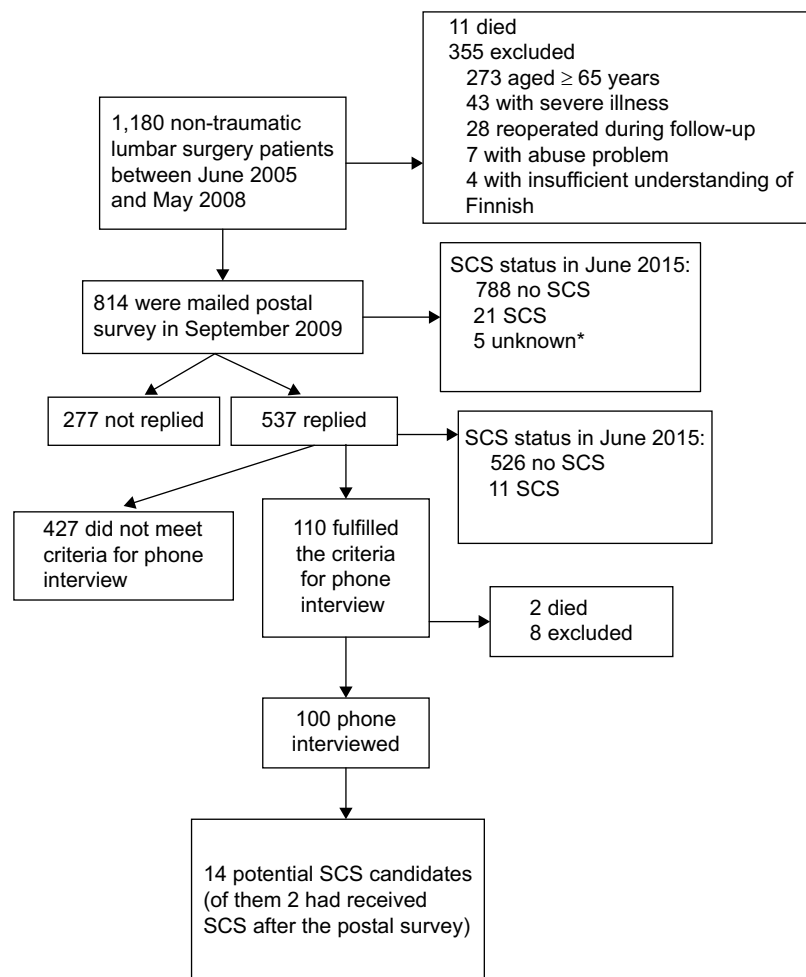 11 died
355 excluded
273 aged ≥ 65 years
43 with severe illness
28 reoperated during follow-up
7 with abuse problem
4 with insufficient understanding of
Finnish
1,180 non-traumatic
lumbar surgery patients
between June 2005
and May 2008
SCS status in June 2015:
788 no SCS
21 SCS
5 unknown*
814 were mailed postal
survey in September 2009
277 not replied
537 replied
SCS status in June 2015:
526 no SCS
11 SCS
427 did not meet
criteria for phone
interview
110 fulfilled
the criteria
for phone
interview
2 died
8 excluded
100 phone
interviewed
14 potential SCS candidates
(of them 2 had received
SCS after the postal survey)